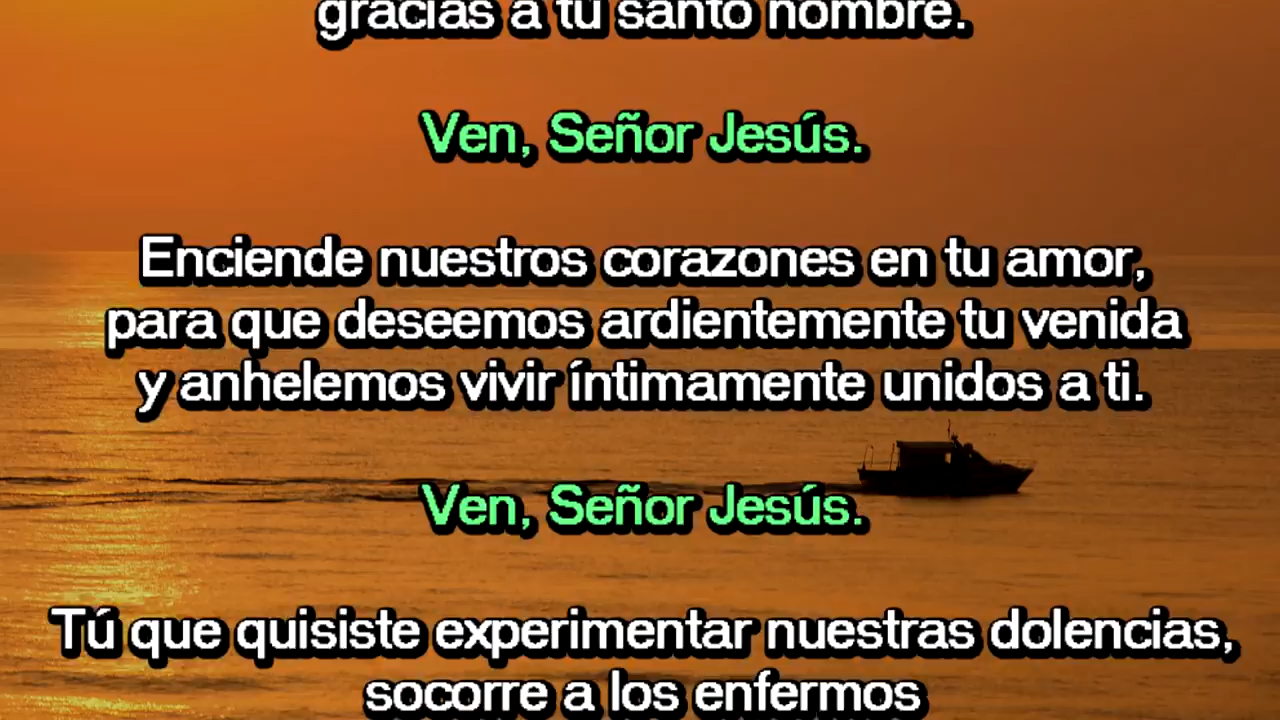 gracias a tu santo nombre.
Ven, Señor Jesús.
Enciende nuestros corazones en tu amor,
para que deseemos ardientemente tu venida
y anhelemos vivir íntimamente unidos a ti.
Ven, Señor Jesús.
Tú que quisiste experimentar nuestras dolencias,
socorre a los enfermos